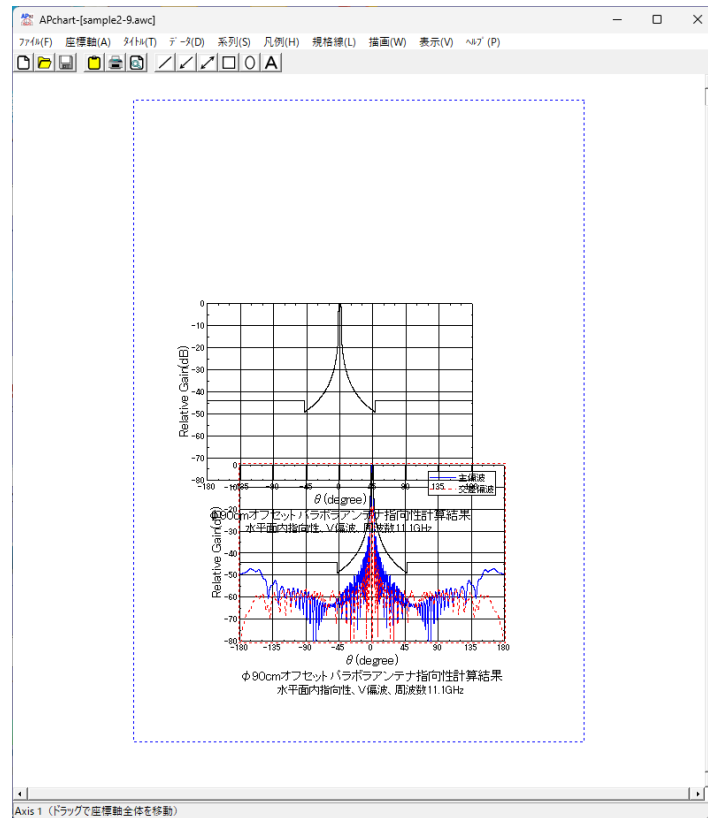 APchart-[sample2-9.awc]
ﾌｧｲﾙ(F) 座標軸(A) ﾀｲﾄﾙ(T) ﾃﾞｰﾀ(D) 系列(S) 凡例(H) 規格線(L) 描画(W) 表示(V) ﾍﾙﾌﾟ(P)
A
0
-10
-20
-30
-40
-50
-60
-70
-80
Relative Gain(dB)
-180 -135 -90 -45 0 45 90 135 180
θ(degree)
φ90cmオフセットパラボラアンテナ指向性計算結果
水平面内指向性、V偏波、周波数11.1GHz
主偏波
交差偏波
0
-20
-30
-40
-50
-60
-70
-80
Relative Gain(dB)
-180 -135 -90 -45 0 45 90 135 180
θ(degree)
φ90cmオフセットパラボラアンテナ指向性計算結果
水平面内指向性、V偏波、周波数11.1GHz
Axis 1（ドラッグで座標軸全体を移動）